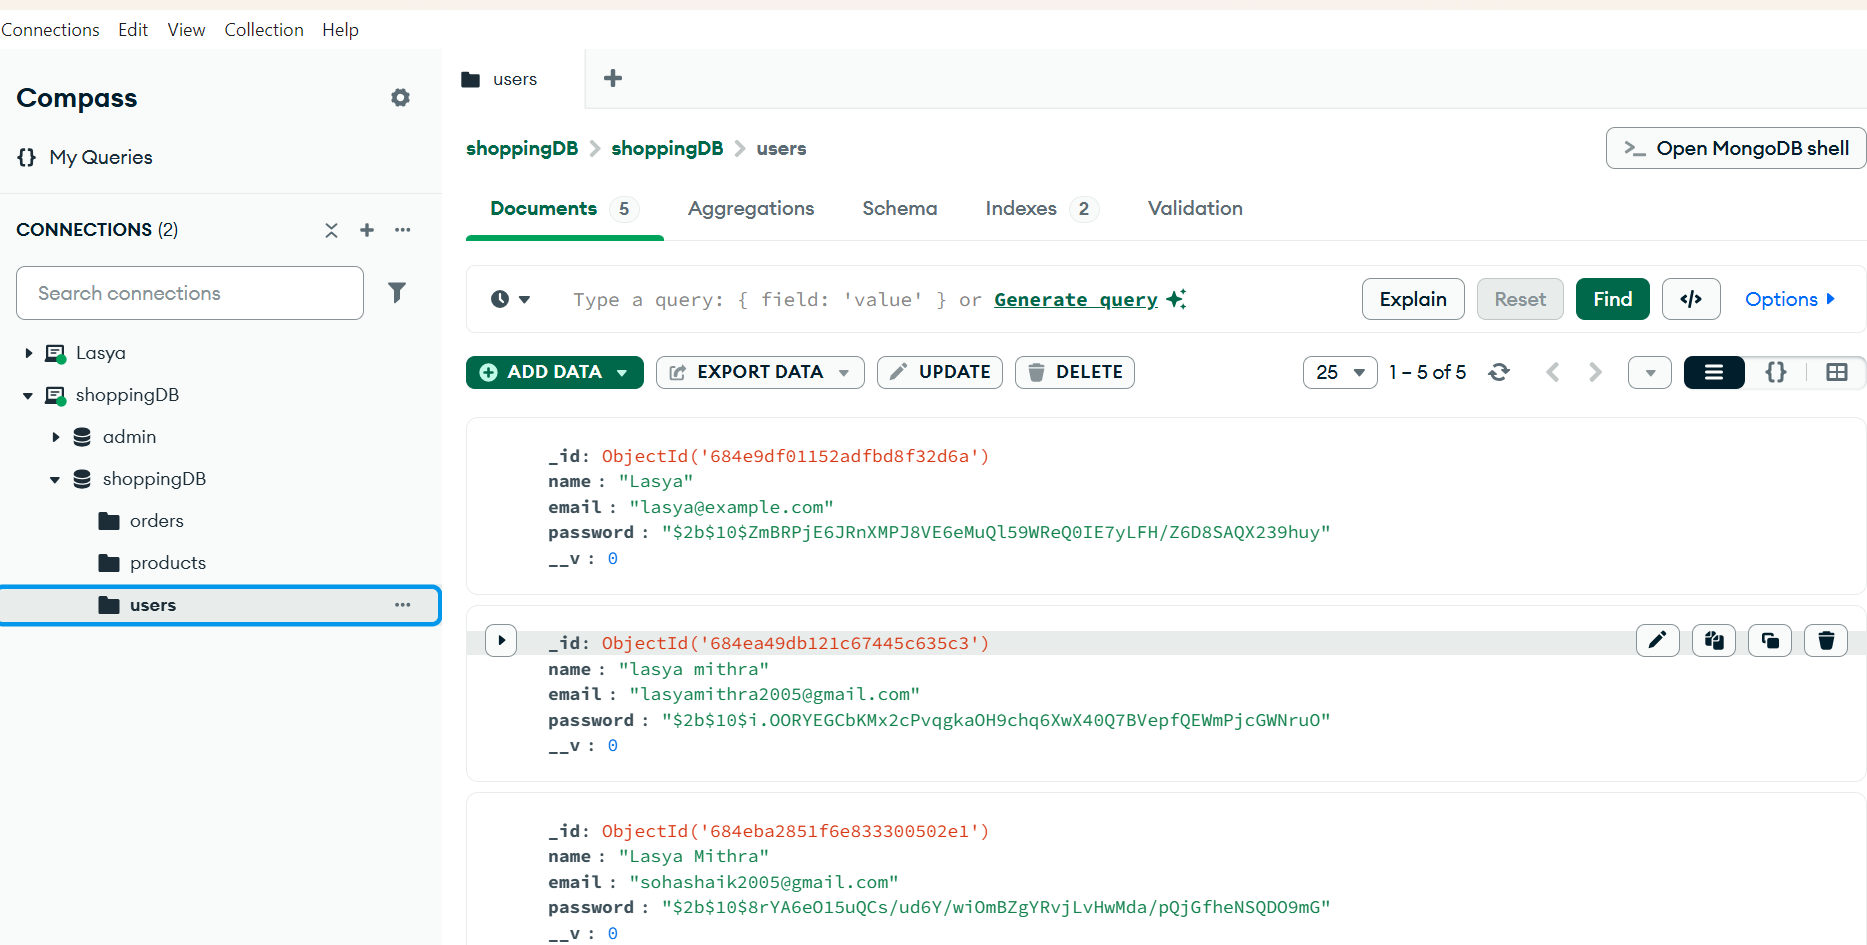 Connections Edit View Collection Help
Compass
{} My Queries
CONNECTIONS (2)
Search connections
Lasya
shoppingDB
admin
shoppingDB
orders
products
users
users
shoppingDB > shoppingDB > users
>_ Open MongoDB shell
Documents 5 Aggregations Schema Indexes 2 Validation
Type a query: { field: 'value' } or Generate query
Explain Reset Find </> Options
ADD DATA EXPORT DATA UPDATE DELETE
25 1 – 5 of 5 {}
_id: ObjectId('684e9df01152adfbd8f32d6a')
name : "Lasya"
email : "lasya@example.com"
password : "$2b$10$ZmBRPjE6JRnXMPJ8VE6eMuQl59WReQ0IE7yLFH/Z6D8SAQX239huy"
__v : 0
_id: ObjectId('684ea49db121c67445c635c3')
name : "lasya mithra"
email : "lasyamithra2005@gmail.com"
password : "$2b$10$i.OORYEGCbKMx2cPvqgkaOH9chq6XwX40Q7BVepfQEWmPjcGWNruO"
__v : 0
_id: ObjectId('684eba2851f6e833300502e1')
name : "Lasya Mithra"
email : "sohashaik2005@gmail.com"
password : "$2b$10$8rYA6eO15uQCs/ud6Y/wiOmBZgYRvjLvHwMda/pQjGfheNSQDO9mG"
__v : 0